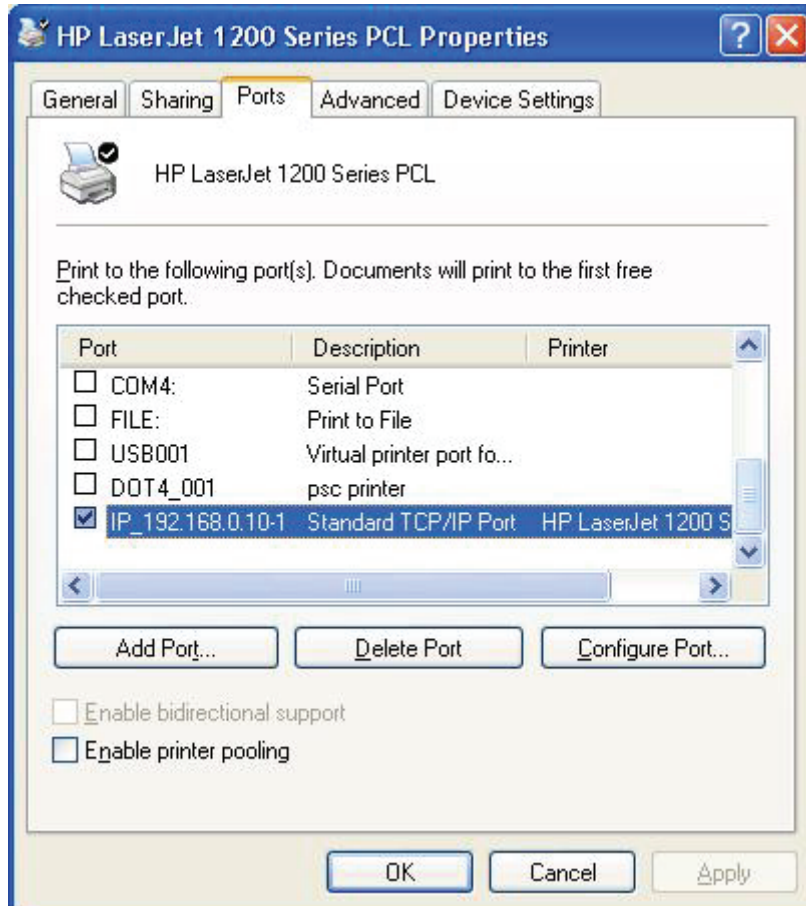 HP LaserJet 1200 Series PCL Properties
General Sharing Ports Advanced Device Settings
HP LaserJet 1200 Series PCL
Print to the following port(s). Documents will print to the first free
checked port.
Port Description Printer
COM4: Serial Port
FILE: Print to File
USB001 Virtual printer port fo...
DOT4_001 psc printer
IP_192.168.0.10-1 Standard TCP/IP Port HP LaserJet 1200 S
Add Port... Delete Port Configure Port...
Enable bidirectional support
Enable printer pooling
OK Cancel Apply